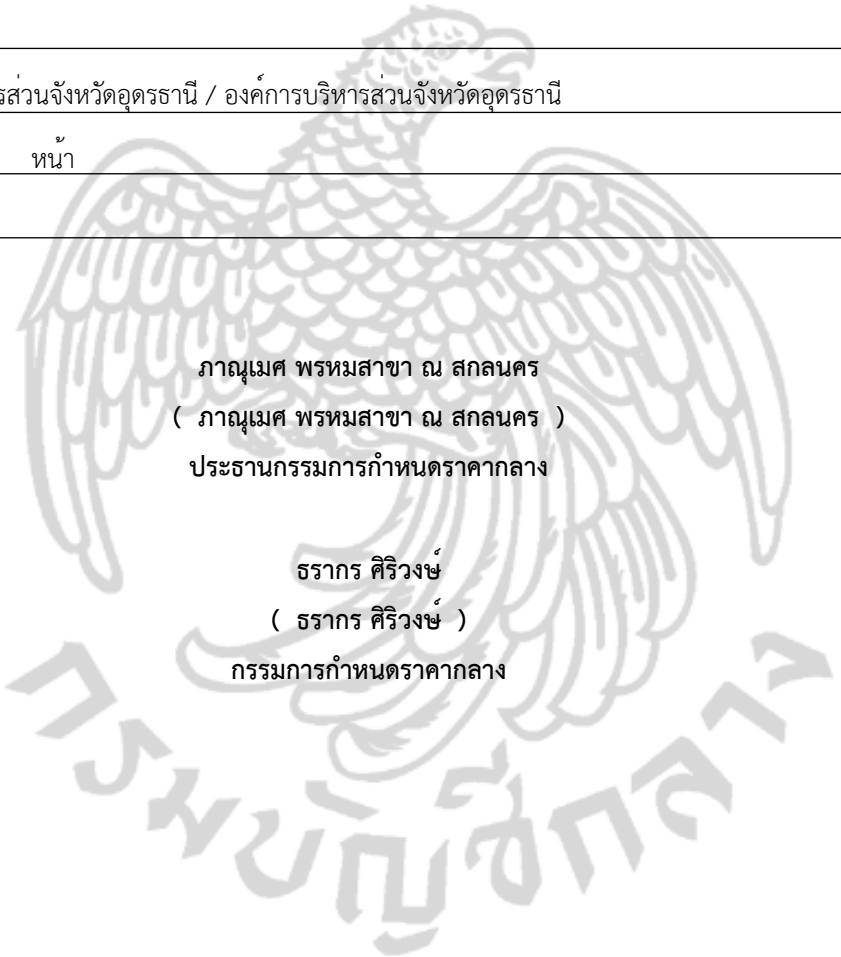 รส่วนจังหวัดอุดรธานี / องค์การบริหารส่วนจังหวัดอุดรธานี
หน้า
ภาณุเมศ พรหมสาขา ณ สกลนคร
( ภาณุเมศ พรหมสาขา ณ สกลนคร )
ประธานกรรมการกำหนดราคากลาง
ธรากร ศิริวงษ์
( ธรากร ศิริวงษ์ )
กรรมการกำหนดราคากลาง
กรมบัญชีกลาง